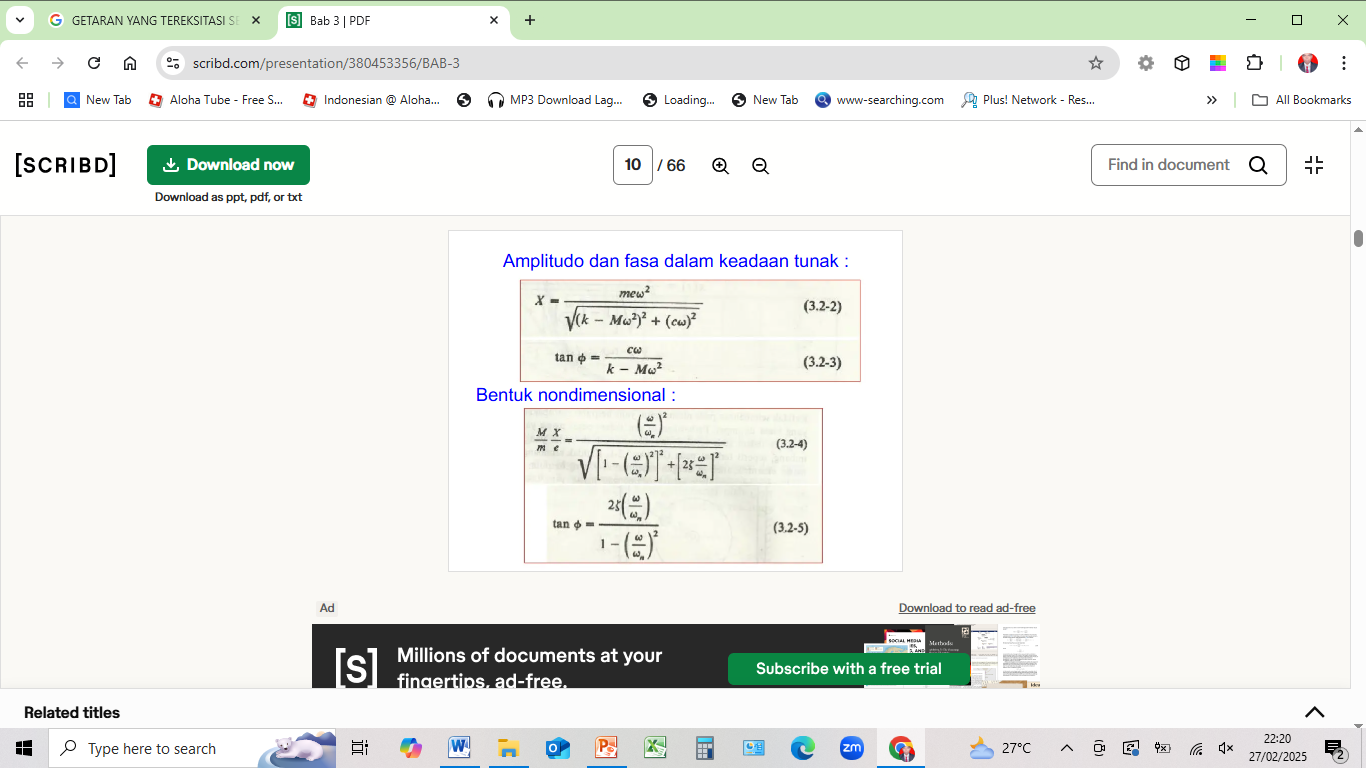 GETARAN YANG TEREKSITASI SE
Bab 3 | PDF
scribd.com/presentation/380453356/BAB-3
New Tab
Aloha Tube - Free S...
Indonesian @ Aloha...
MP3 Download Lag...
Loading...
New Tab
www-searching.com
Plus! Network - Res...
»
All Bookmarks
[SCRIBD]
Download now
10 / 66
Find in document
Download as ppt, pdf, or txt
Amplitudo dan fasa dalam keadaan tunak :
X = meω² / √((k − Mω²)² + (cω)²) (3.2-2)
tan ϕ = cω / (k − Mω²) (3.2-3)
Bentuk nondimensional :
M/m X/e = (ω/ωₙ)² / √([1 − (ω/ωₙ)²]² + [2ζ ω/ωₙ]²) (3.2-4)
tan ϕ = 2ζ(ω/ωₙ) / (1 − (ω/ωₙ)²) (3.2-5)
Ad
Download to read ad-free
[S]
Millions of documents at your
fingertips, ad-free.
Subscribe with a free trial
SOCIAL MEDIA
Methods
Related titles
Type here to search
27°C
22:20
27/02/2025
2